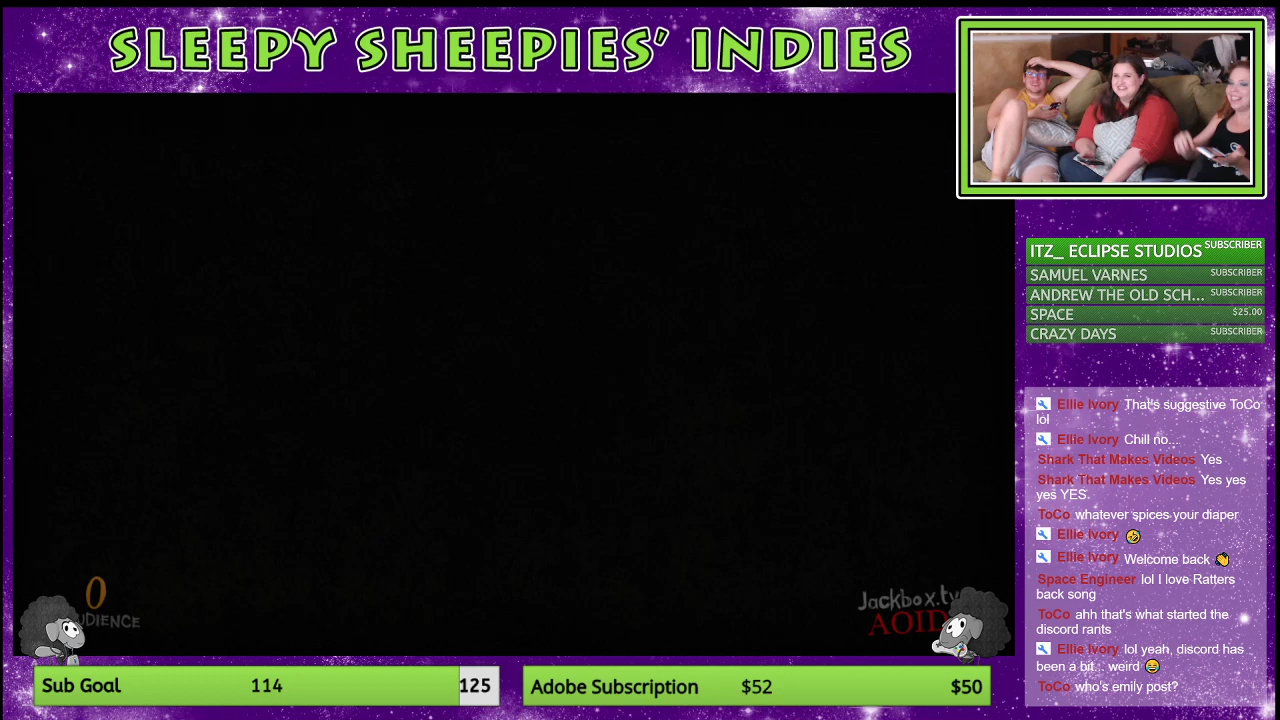 SLEEPY SHEEPIES' INDIES
ITZ_ ECLIPSE STUDIOS SUBSCRIBER
SAMUEL VARNES SUBSCRIBER
ANDREW THE OLD SCH... SUBSCRIBER
SPACE $25.00
CRAZY DAYS SUBSCRIBER
Ellie Ivory That's suggestive ToCo
lol
Ellie Ivory Chill no...
Shark That Makes Videos Yes
Shark That Makes Videos Yes yes
yes YES
ToCo whatever spices your diaper
Ellie Ivory 🤣
Ellie Ivory Welcome back 👏
Space Engineer lol I love Ratters
back song
ToCo ahh that's what started the
discord rants
Ellie Ivory lol yeah, discord has
been a bit... weird 😂
ToCo who's emily post?
0
UDIENCE
Jackbox.tv
AOID
Sub Goal 114 125
Adobe Subscription $52 $50